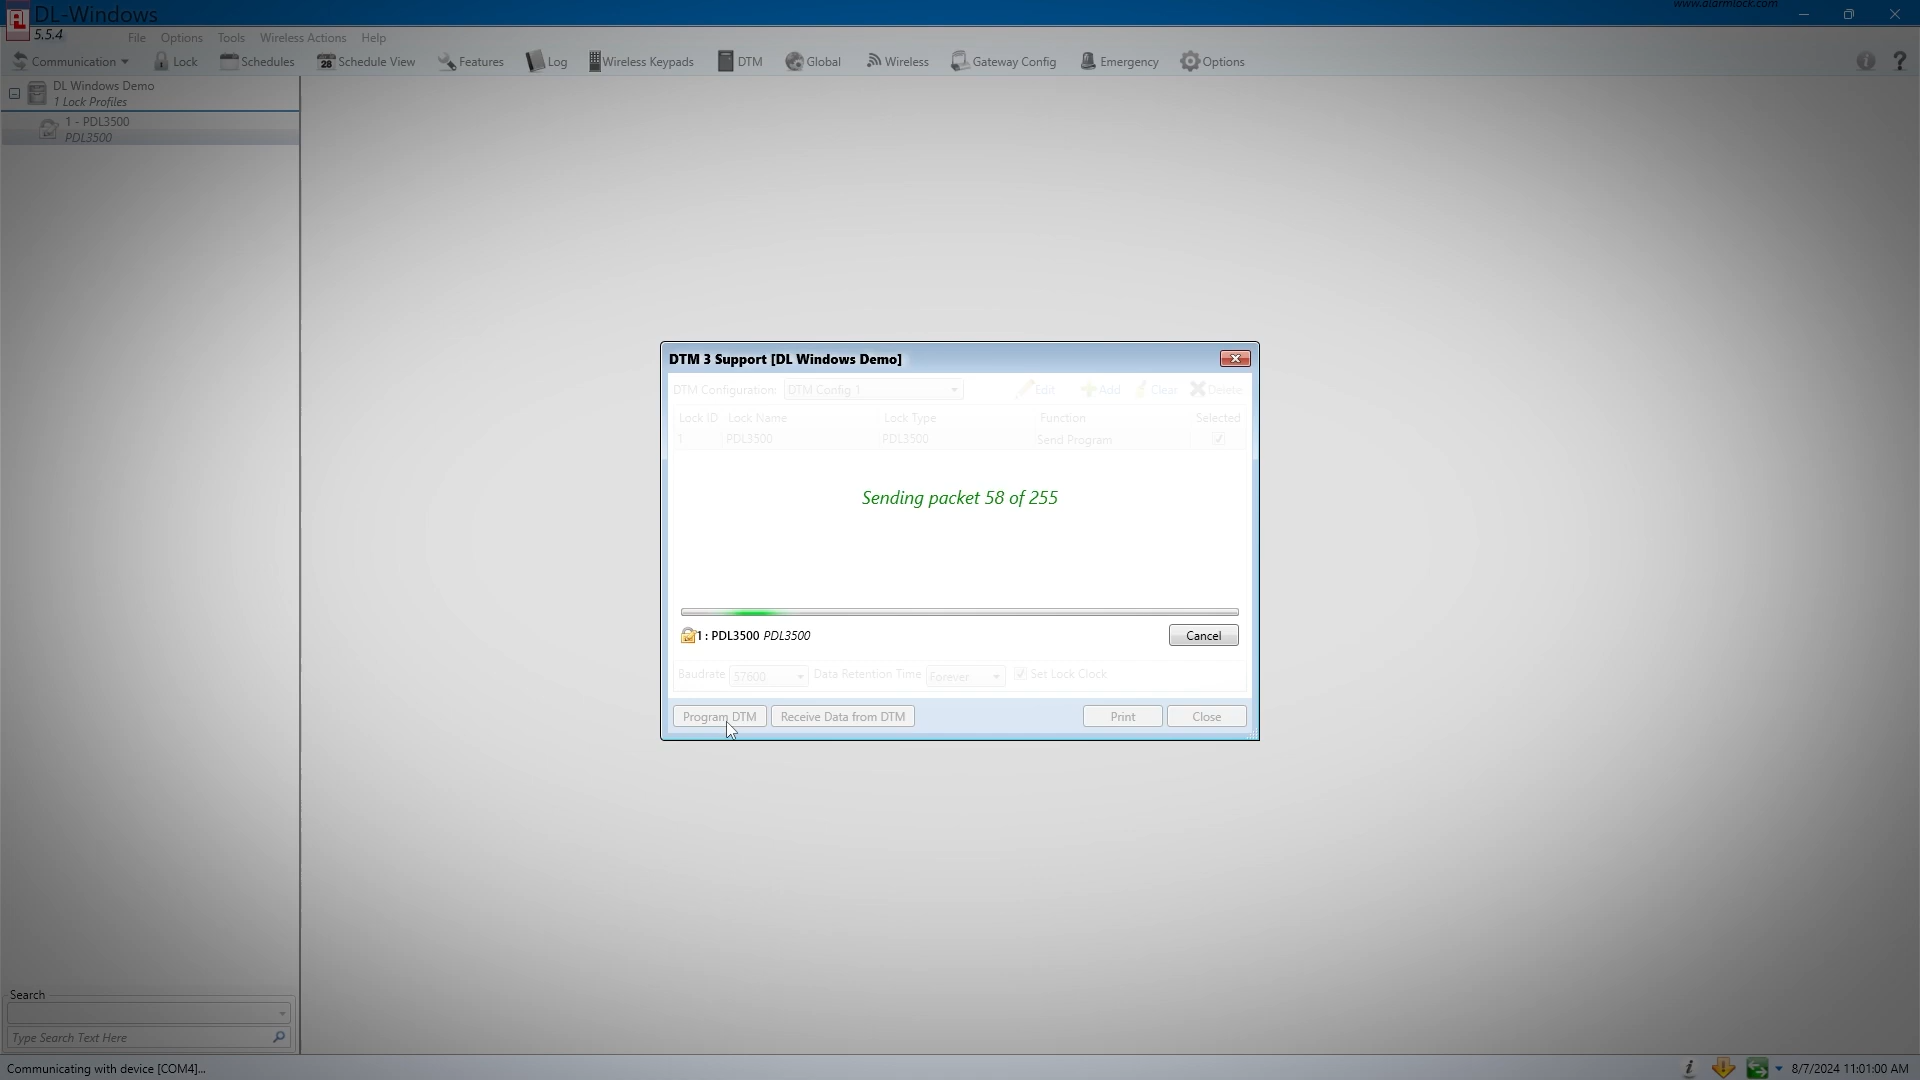 DL-Windows
www.alarmlock.com
5.5.4
File Options Tools Wireless Actions Help
Communication Lock Schedules 28 Schedule View Features Log Wireless Keypads DTM Global Wireless Gateway Config Emergency Options
DL Windows Demo
1 Lock Profiles
1 - PDL3500
PDL3500
DTM 3 Support [DL Windows Demo]
DTM Configuration: DTM Config 1 Edit Add Clear Delete
Lock ID Lock Name Lock Type Function Selected
1 PDL3500 PDL3500 Send Program
Sending packet 58 of 255
1 : PDL3500 PDL3500 Cancel
Baudrate 57600 Data Retention Time Forever Set Lock Clock
Program DTM Receive Data from DTM Print Close
Search
Type Search Text Here
Communicating with device [COM4]... 8/7/2024 11:01:00 AM